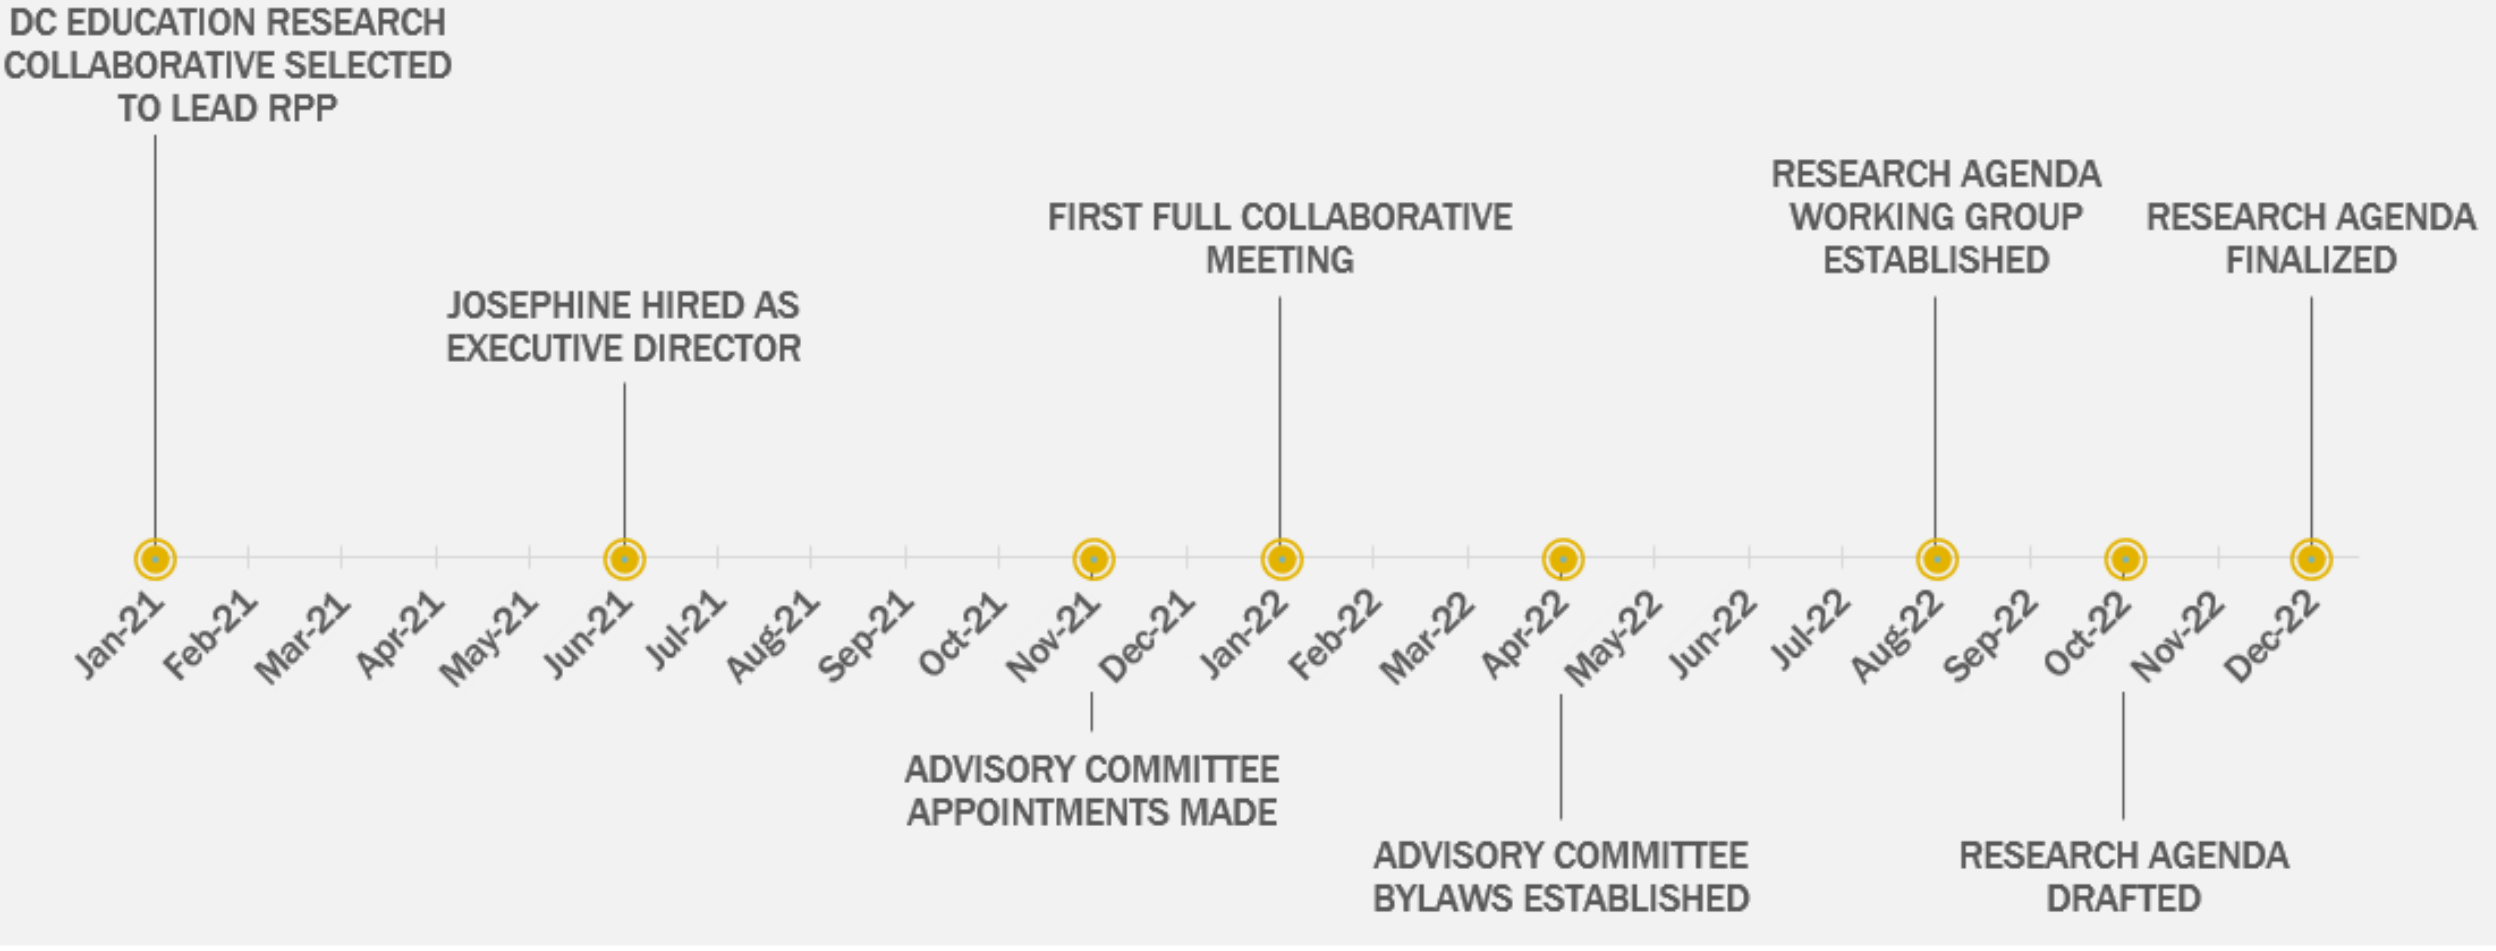 DC EDUCATION RESEARCH
COLLABORATIVE SELECTED
TO LEAD RPP
JOSEPHINE HIRED AS
EXECUTIVE DIRECTOR
FIRST FULL COLLABORATIVE
MEETING
RESEARCH AGENDA
WORKING GROUP
ESTABLISHED
RESEARCH AGENDA
FINALIZED
Jan-21
Feb-21
Mar-21
Apr-21
May-21
Jun-21
Jul-21
Aug-21
Sep-21
Oct-21
Nov-21
Dec-21
Jan-22
Feb-22
Mar-22
Apr-22
May-22
Jun-22
Jul-22
Aug-22
Sep-22
Oct-22
Nov-22
Dec-22
ADVISORY COMMITTEE
APPOINTMENTS MADE
ADVISORY COMMITTEE
BYLAWS ESTABLISHED
RESEARCH AGENDA
DRAFTED